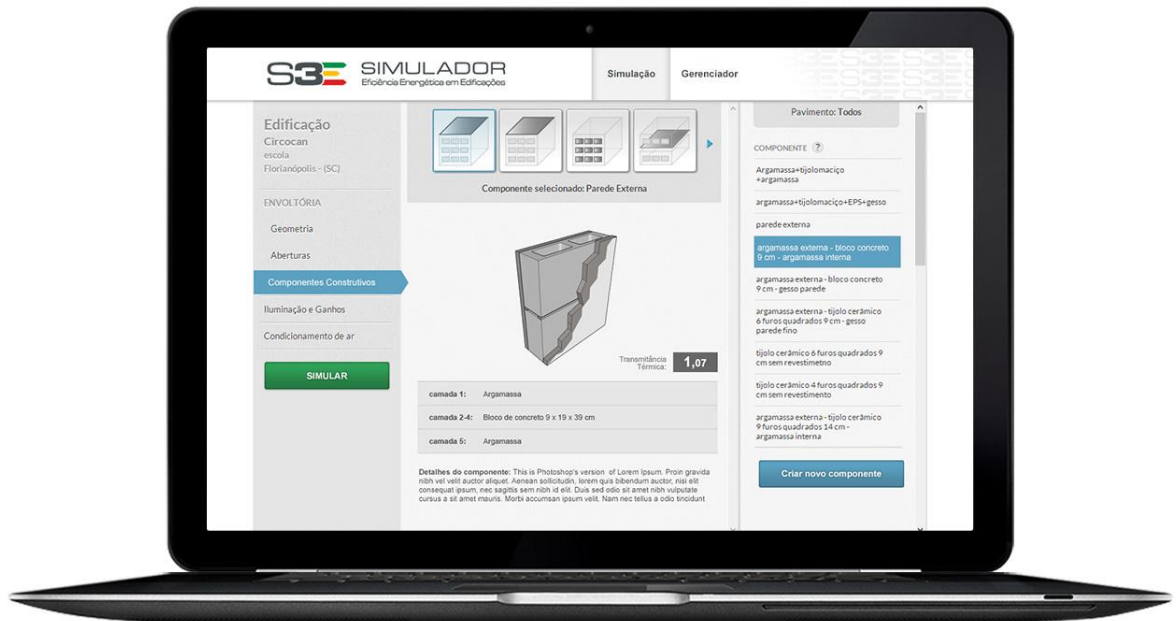 S3E SIMULADOR
Eficiência Energética em Edificações
Simulação
Gerenciador
Edificação
Circocan
escola
Florianópolis - (SC)
ENVOLTÓRIA
Geometria
Aberturas
Componentes Construtivos
Iluminação e Ganhos
Condicionamento de ar
SIMULAR
Componente selecionado: Parede Externa
Transmitância
Térmica:
1,07
camada 1: Argamassa
camada 2-4: Bloco de concreto 9 x 19 x 39 cm
camada 5: Argamassa
Detalhes do componente: This is Photoshop's version of Lorem Ipsum. Proin gravida
nibh vel velit auctor aliquet. Aenean sollicitudin, lorem quis bibendum auctor, nisi elit
consequat ipsum, nec sagittis sem nibh id elit. Duis sed odio sit amet nibh vulputate
cursus a sit amet mauris. Morbi accumsan ipsum velit. Nam nec tellus a odio tincidunt
Pavimento: Todos
COMPONENTE ?
Argamassa+tijolomaciço
+argamassa
argamassa+tijolomaciço+EPS+gesso
parede externa
argamassa externa - bloco concreto
9 cm - argamassa interna
argamassa externa - bloco concreto
9 cm - gesso parede
argamassa externa - tijolo cerâmico
6 furos quadrados 9 cm - gesso
parede fino
tijolo cerâmico 6 furos quadrados 9
cm sem revestimetno
tijolo cerâmico 4 furos quadrados 9
cm sem revestimento
argamassa externa - tijolo cerâmico
9 furos quadrados 14 cm -
argamassa interna
Criar novo componente